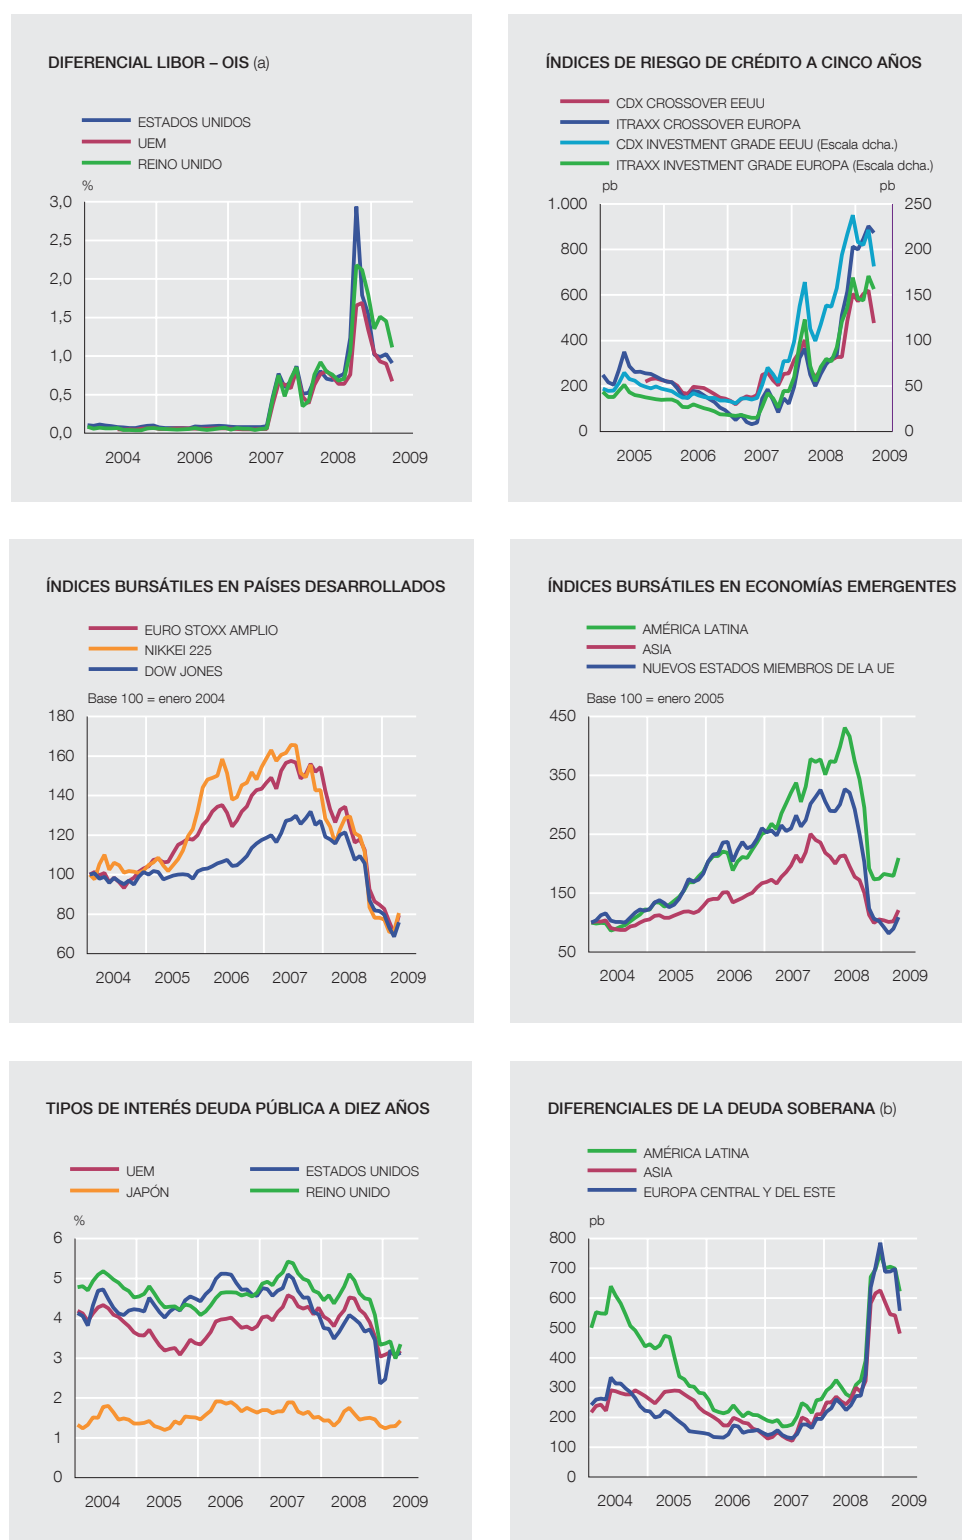 DIFERENCIAL LIBOR – OIS (a)
ESTADOS UNIDOS
UEM
REINO UNIDO
%
3,0
2,5
2,0
1,5
1,0
0,5
0,0
2004 2006 2007 2008 2009
ÍNDICES DE RIESGO DE CRÉDITO A CINCO AÑOS
CDX CROSSOVER EEUU
ITRAXX CROSSOVER EUROPA
CDX INVESTMENT GRADE EEUU (Escala dcha.)
ITRAXX INVESTMENT GRADE EUROPA (Escala dcha.)
pb pb
1.000 250
800 200
600 150
400 100
200 50
0 0
2005 2006 2007 2008 2009
ÍNDICES BURSÁTILES EN PAÍSES DESARROLLADOS
EURO STOXX AMPLIO
NIKKEI 225
DOW JONES
Base 100 = enero 2004
180
160
140
120
100
80
60
2004 2005 2006 2007 2008 2009
ÍNDICES BURSÁTILES EN ECONOMÍAS EMERGENTES
AMÉRICA LATINA
ASIA
NUEVOS ESTADOS MIEMBROS DE LA UE
Base 100 = enero 2005
450
350
250
150
50
2004 2005 2006 2007 2008 2009
TIPOS DE INTERÉS DEUDA PÚBLICA A DIEZ AÑOS
UEM ESTADOS UNIDOS
JAPÓN REINO UNIDO
%
6
5
4
3
2
1
0
2004 2005 2006 2007 2008 2009
DIFERENCIALES DE LA DEUDA SOBERANA (b)
AMÉRICA LATINA
ASIA
EUROPA CENTRAL Y DEL ESTE
pb
800
700
600
500
400
300
200
100
0
2004 2005 2006 2007 2008 2009